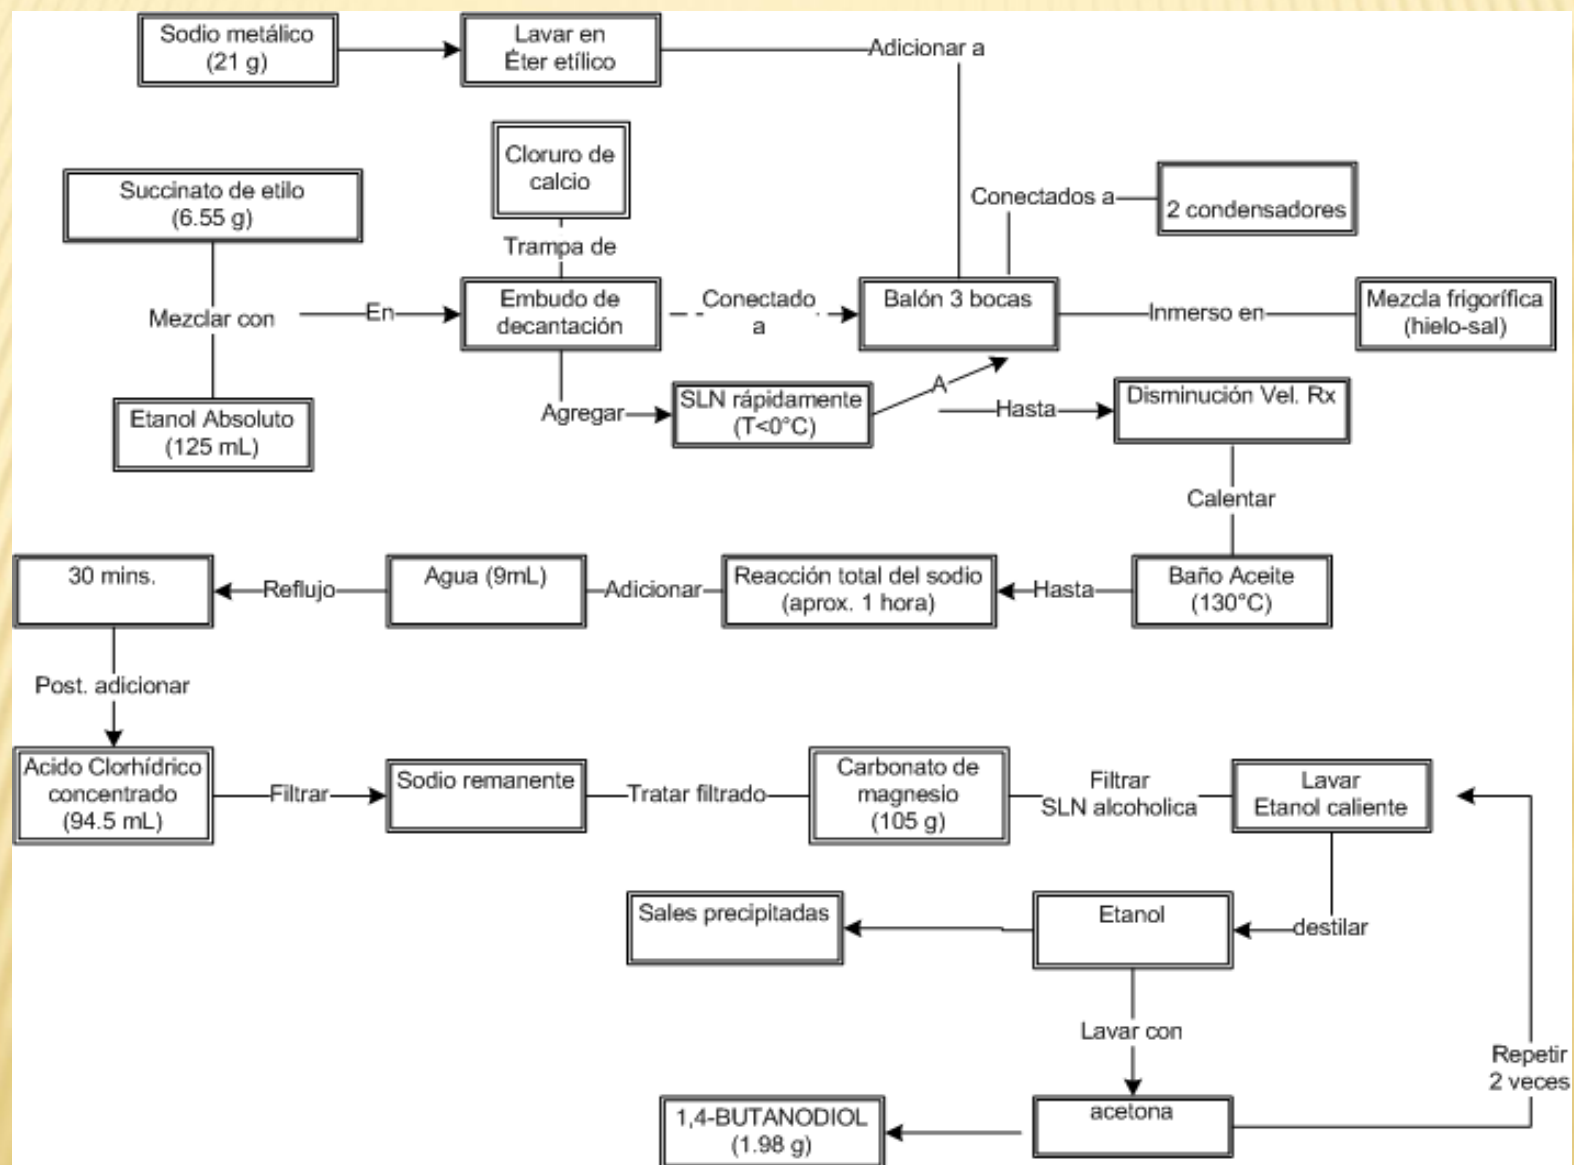 Sodio metálico
(21 g)
Lavar en
Éter etílico
Adicionar a
Cloruro de
calcio
Succinato de etilo
(6.55 g)
Conectados a
2 condensadores
Trampa de
Mezclar con
En
Embudo de
decantación
Conectado
a
Balón 3 bocas
Inmerso en
Mezcla frigorífica
(hielo-sal)
Etanol Absoluto
(125 mL)
Agregar
SLN rápidamente
(T<0°C)
A
Hasta
Disminución Vel. Rx
Calentar
30 mins.
Reflujo
Agua (9mL)
Adicionar
Reacción total del sodio
(aprox. 1 hora)
Hasta
Baño Aceite
(130°C)
Post. adicionar
Acido Clorhídrico
concentrado
(94.5 mL)
Filtrar
Sodio remanente
Tratar filtrado
Carbonato de
magnesio
(105 g)
Filtrar
SLN alcoholica
Lavar
Etanol caliente
Sales precipitadas
Etanol
destilar
Lavar con
Repetir
2 veces
1,4-BUTANODIOL
(1.98 g)
acetona